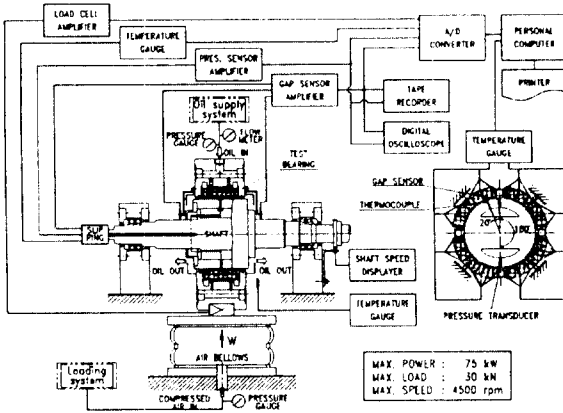 LOAD CELL
AMPLIFIER
TEMPERATURE
GAUGE
PRES. SENSOR
AMPLIFIER
GAP SENSOR
AMPLIFIER
A/D
CONVERTER
PERSONAL
COMPUTER
PRINTER
TAPE
RECORDER
DIGITAL
OSCILLOSCOPE
TEMPERATURE
GAUGE
Oil supply
system
PRESSURE
GAUGE
FLOW
METER
OIL IN
TEST
BEARING
GAP SENSOR
THERMOCOUPLE
20°
SLIP
RING
SHAFT
OIL OUT
OIL OUT
SHAFT SPEED
DISPLAYER
TEMPERATURE
GAUGE
PRESSURE TRANSDUCER
W
AIR BELLOWS
Loading
system
COMPRESSED
AIR IN
PRESSURE
GAUGE
MAX. POWER : 75 kW
MAX. LOAD : 30 kN
MAX. SPEED : 4500 rpm